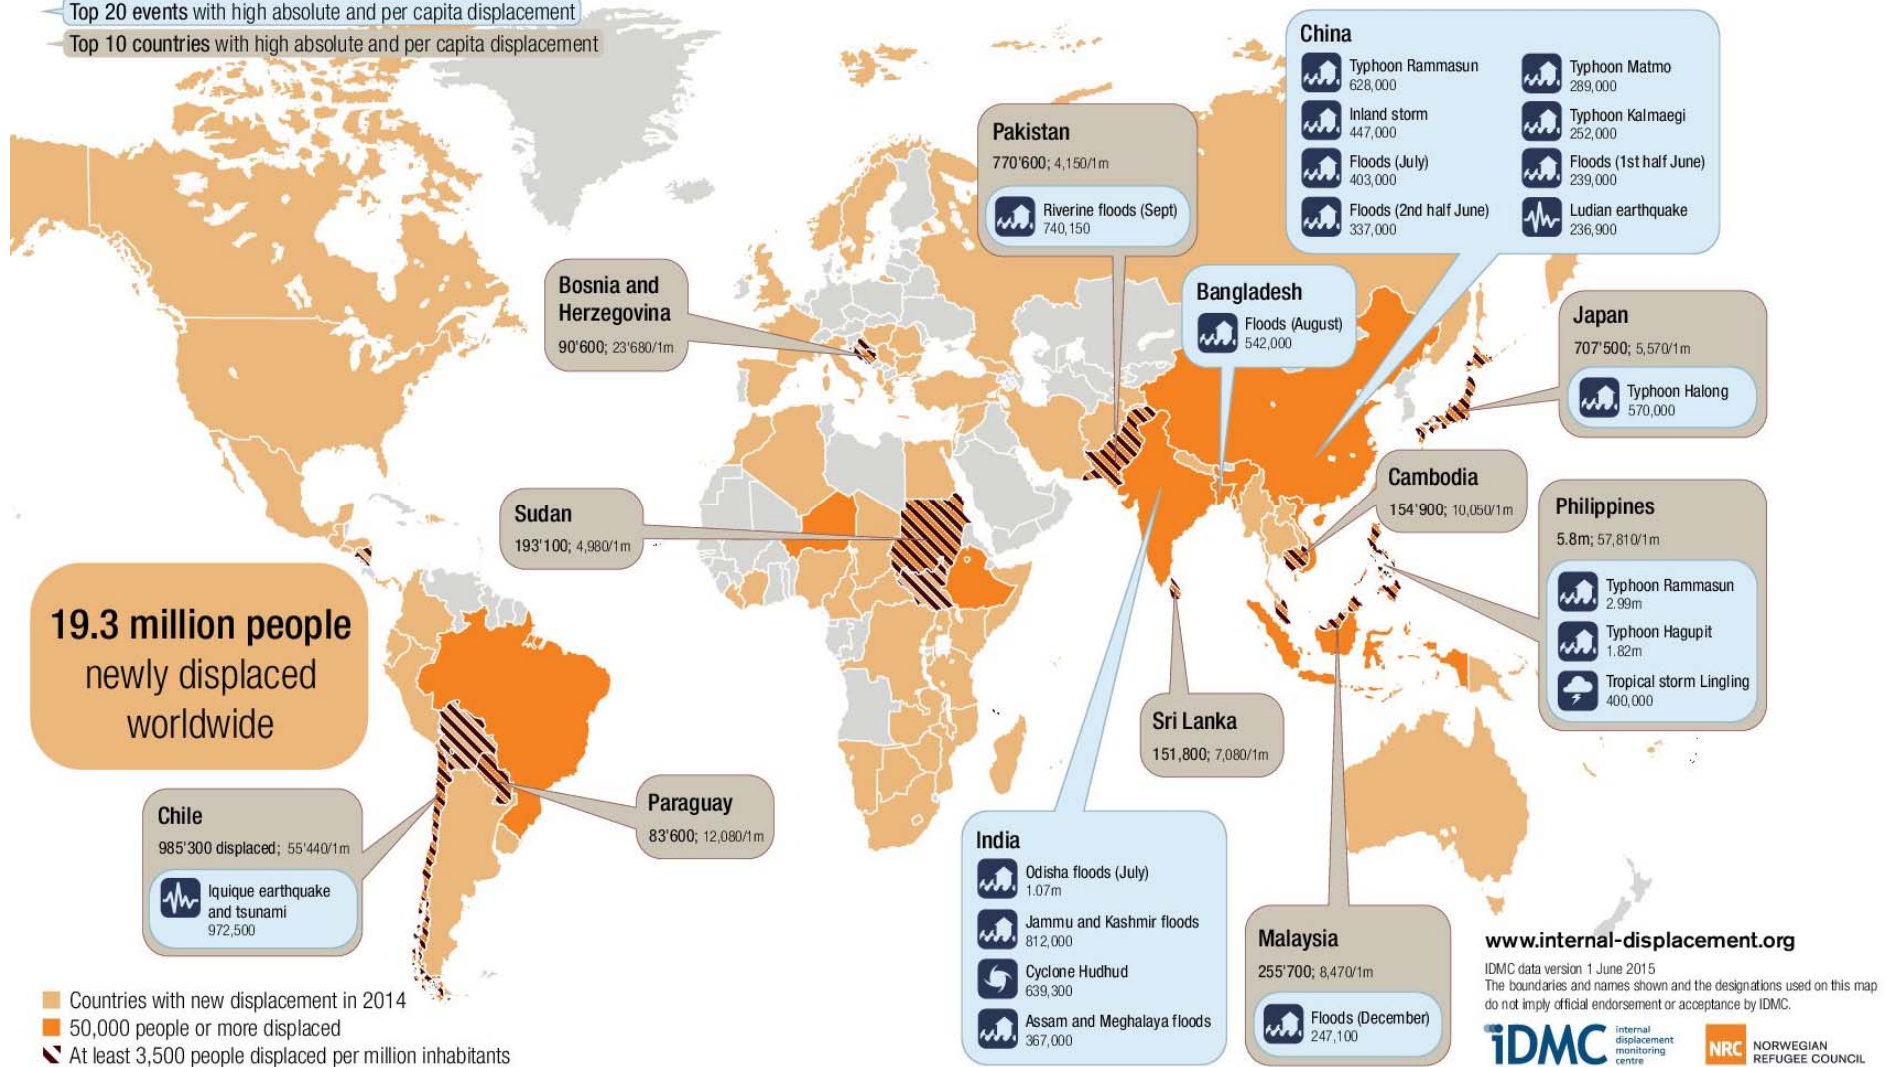 Top 20 events with high absolute and per capita displacement
Top 10 countries with high absolute and per capita displacement
China
Typhoon Rammasun
628,000
Inland storm
447,000
Floods (July)
403,000
Floods (2nd half June)
337,000
Typhoon Matmo
289,000
Typhoon Kalmaegi
252,000
Floods (1st half June)
239,000
Ludian earthquake
236,900
Pakistan
770'600; 4,150/1m
Riverine floods (Sept)
740,150
Bosnia and
Herzegovina
90'600; 23'680/1m
Bangladesh
Floods (August)
542,000
Japan
707'500; 5,570/1m
Typhoon Halong
570,000
Sudan
193'100; 4,980/1m
Cambodia
154'900; 10,050/1m
Philippines
5.8m; 57,810/1m
Typhoon Rammasun
2.99m
Typhoon Hagupit
1.82m
Tropical storm Lingling
400,000
19.3 million people
newly displaced
worldwide
Sri Lanka
151,800; 7,080/1m
Chile
985'300 displaced; 55'440/1m
Iquique earthquake
and tsunami
972,500
Paraguay
83'600; 12,080/1m
India
Odisha floods (July)
1.07m
Jammu and Kashmir floods
812,000
Cyclone Hudhud
639,300
Assam and Meghalaya floods
367,000
Malaysia
255'700; 8,470/1m
Floods (December)
247,100
Countries with new displacement in 2014
50,000 people or more displaced
At least 3,500 people displaced per million inhabitants
www.internal-displacement.org
IDMC data version 1 June 2015
The boundaries and names shown and the designations used on this map
do not imply official endorsement or acceptance by IDMC.
iDMC
internal
displacement
monitoring
centre
NRC
NORWEGIAN
REFUGEE COUNCIL